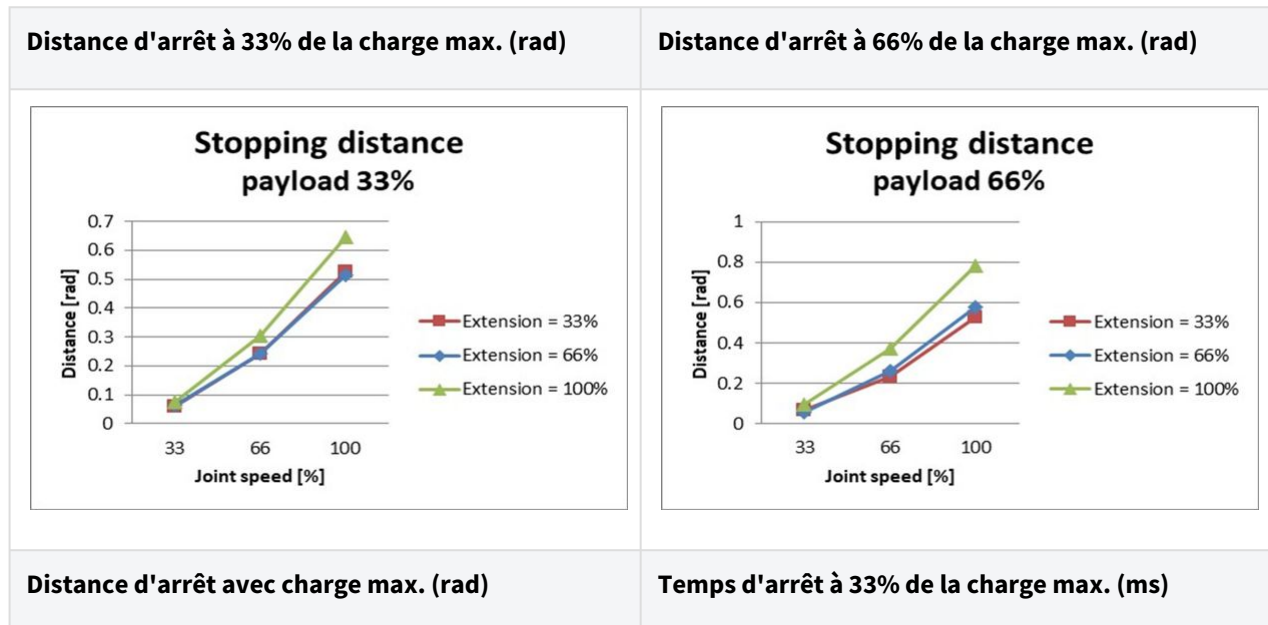 Distance d'arrêt à 33% de la charge max. (rad)
Distance d'arrêt à 66% de la charge max. (rad)
Stopping distance
payload 33%
0.7
0.6
0.5
0.4
0.3
0.2
0.1
0
Distance [rad]
33
66
100
Joint speed [%]
Extension = 33%
Extension = 66%
Extension = 100%
Stopping distance
payload 66%
1
0.8
0.6
0.4
0.2
0
Distance [rad]
33
66
100
Joint speed [%]
Extension = 33%
Extension = 66%
Extension = 100%
Distance d'arrêt avec charge max. (rad)
Temps d'arrêt à 33% de la charge max. (ms)